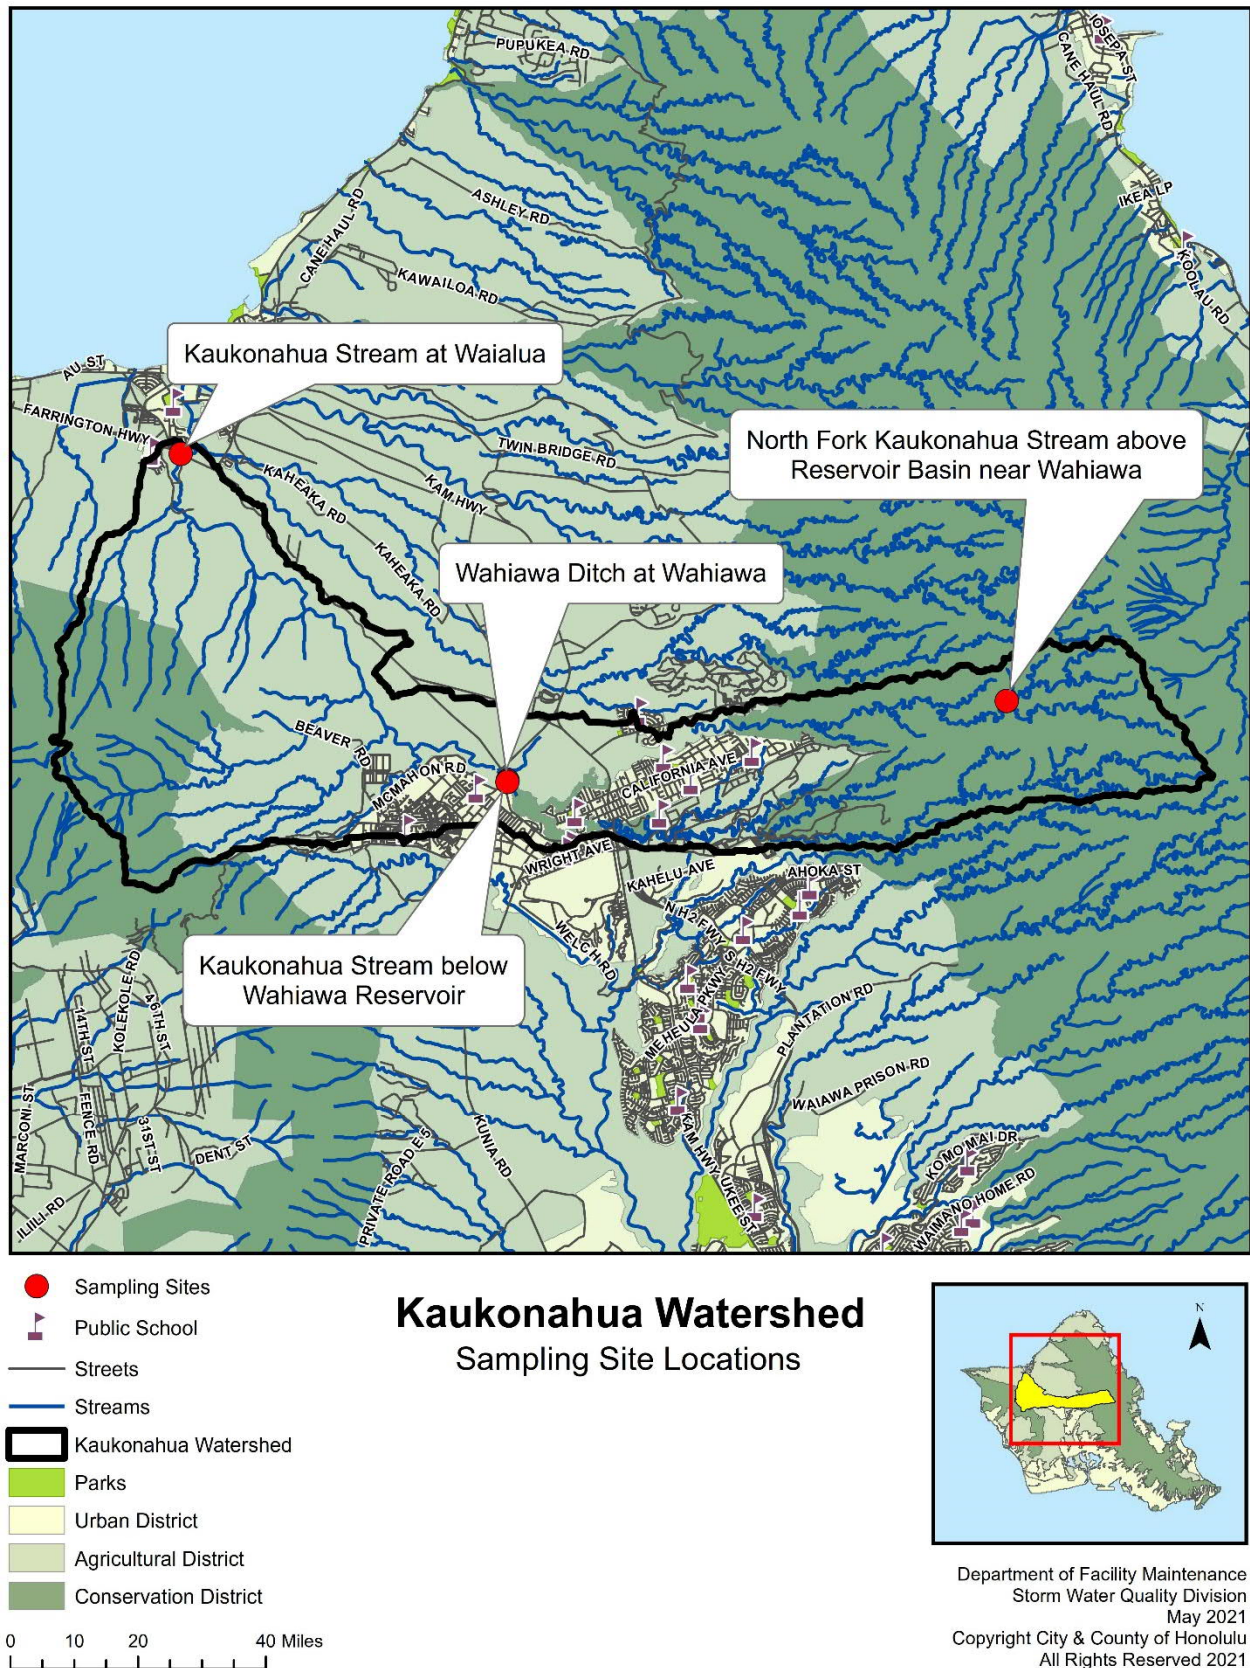 PUPUKEA RD
IOSEPA ST
CANE HAUL RD
IKEA LP
KOOLAU RD
ASHLEY RD
CANE HAUL RD
KAWAILOA RD
Kaukonahua Stream at Waialua
AU ST
FARRINGTON HWY
North Fork Kaukonahua Stream above
Reservoir Basin near Wahiawa
TWIN BRIDGE RD
KAM HWY
KAHEAKA RD
KAHEAKA RD
Wahiawa Ditch at Wahiawa
BEAVER RD
MCMAHON RD
CALIFORNIA AVE
WRIGHT AVE
KAHELU AVE
AHOKA ST
N H2 FWY
S H2 FWY
WELCH RD
Kaukonahua Stream below
Wahiawa Reservoir
MEHEULA PKWY
PLANTATION RD
WAIAWA PRISON RD
KOLEKOLE RD
46TH ST
14TH ST
MARCONI ST
FENCE RD
31ST ST
DENT ST
ILIILI RD
PRIVATE ROAD E 5
KUNIA RD
KAM HWY
UKEE ST
KOMO MAI DR
WAIMANO HOME RD
Sampling Sites
Public School
Streets
Streams
Kaukonahua Watershed
Parks
Urban District
Agricultural District
Conservation District
0 10 20 40 Miles
Kaukonahua Watershed
Sampling Site Locations
N
Department of Facility Maintenance
Storm Water Quality Division
May 2021
Copyright City & County of Honolulu
All Rights Reserved 2021